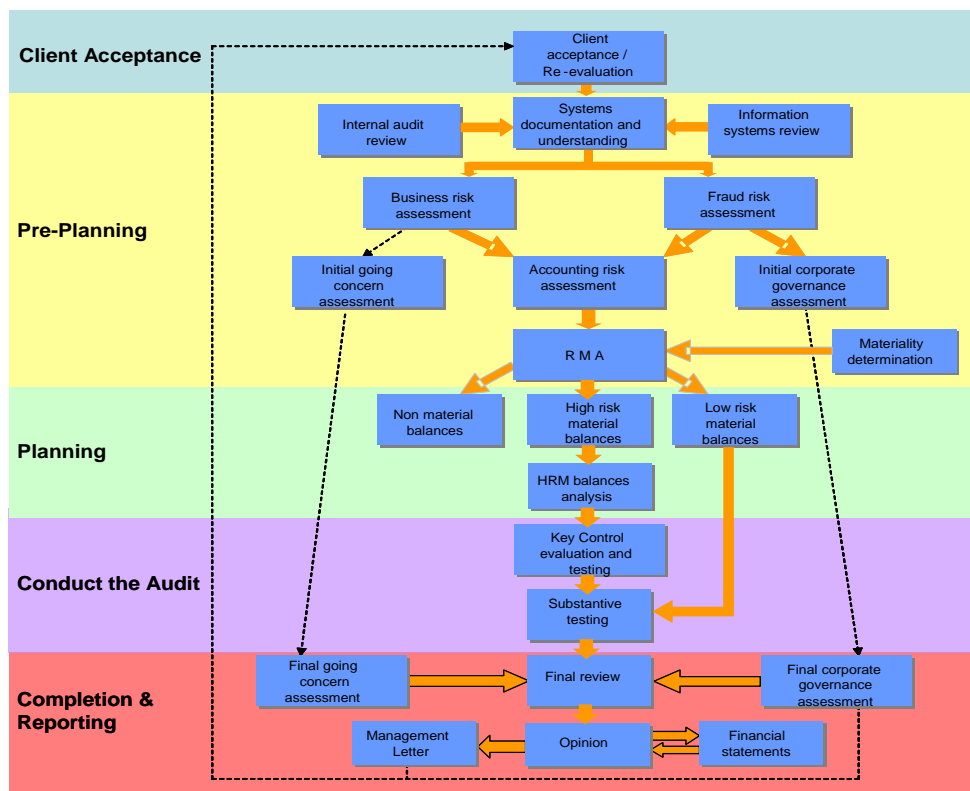 Client Acceptance
Client
acceptance /
Re-evaluation
Pre-Planning
Internal audit
review
Systems
documentation and
understanding
Information
systems review
Business risk
assessment
Fraud risk
assessment
Initial going
concern
assessment
Accounting risk
assessment
Initial corporate
governance
assessment
R M A
Materiality
determination
Planning
Non material
balances
High risk
material
balances
Low risk
material
balances
HRM balances
analysis
Conduct the Audit
Key Control
evaluation and
testing
Substantive
testing
Completion &
Reporting
Final going
concern
assessment
Final review
Final corporate
governance
assessment
Management
Letter
Opinion
Financial
statements